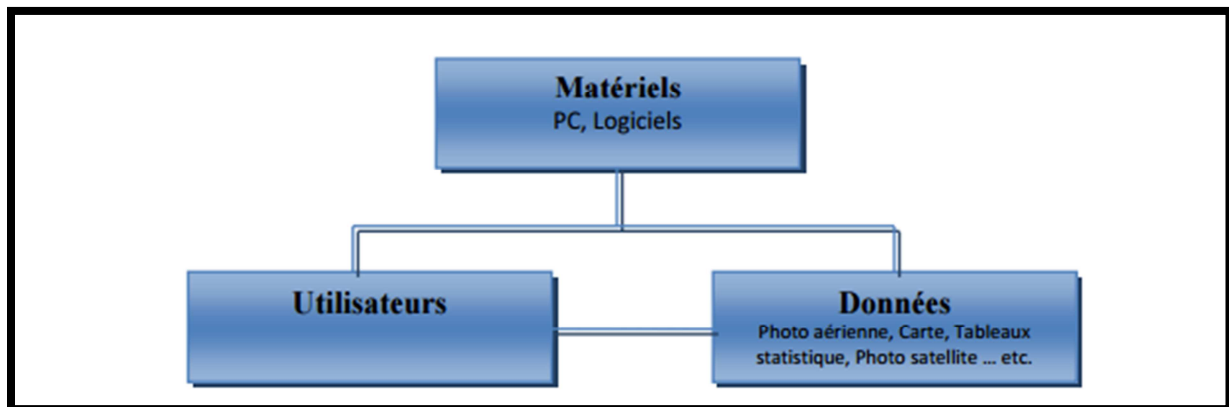 Matériels
PC, Logiciels
Utilisateurs
Données
Photo aérienne, Carte, Tableaux
statistique, Photo satellite ... etc.